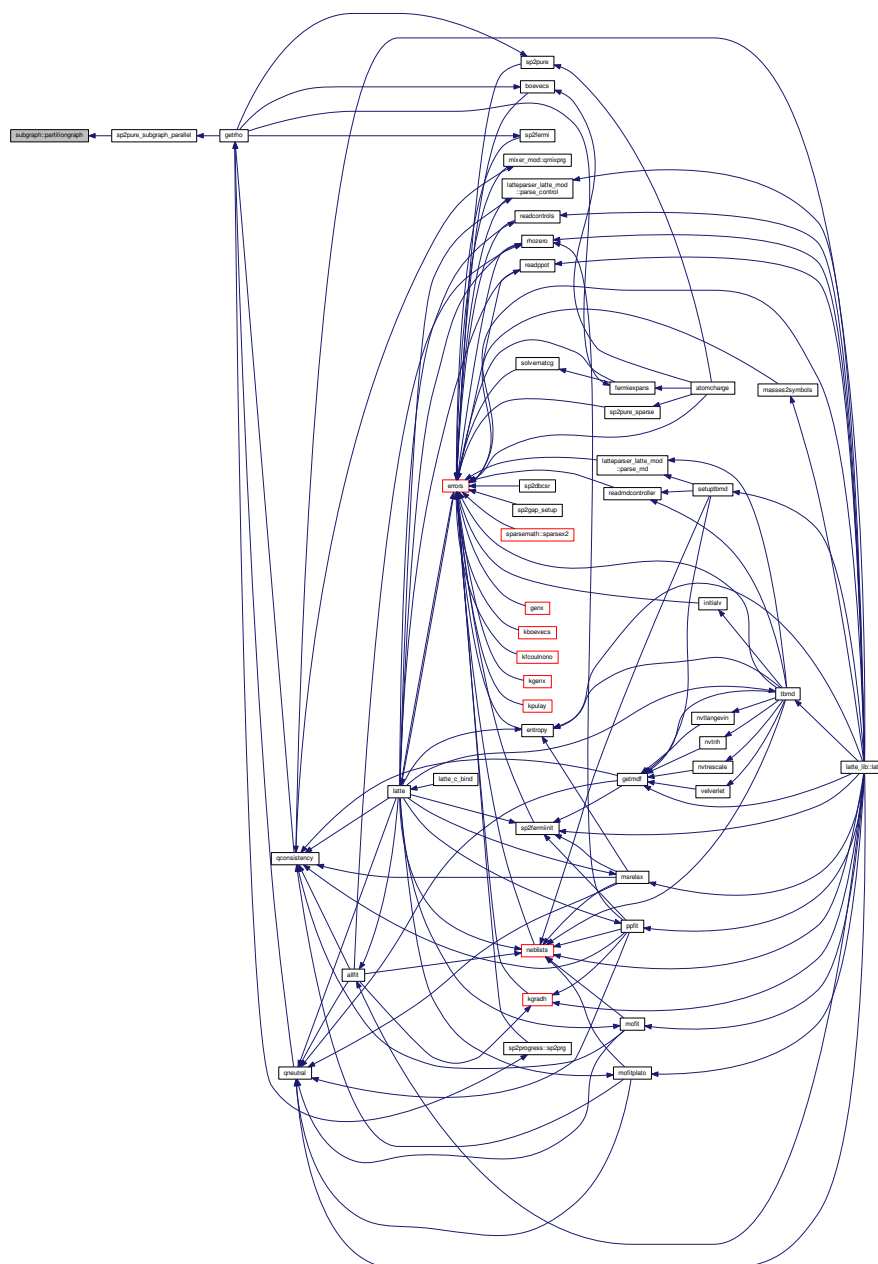 sp2pure
boevecs
subgraph::partitiongraph
sp2pure_subgraph_parallel
getrho
sp2fermi
mixer_mod::qmixprg
latteparser_latte_mod
::parse_control
readcontrols
rhozero
readppot
solvematcg
fermiexpans
atomcharge
masses2symbols
sp2pure_sparse
latteparser_latte_mod
::parse_md
errors
sp2dbcsr
setuptbmd
readmdcontroller
sp2gap_setup
sparsemath::sparsex2
genx
initialv
kboevecs
kfcoulnono
kgenx
tbmd
kpulay
nvtlangevin
entropy
nvtnh
nvtrescale
latte_lib::lat
latte_c_bind
getmdf
latte
velverlet
sp2fermiinit
qconsistency
msrelax
ppfit
neblists
allfit
kgradh
mofit
sp2progress::sp2prg
qneutral
mofitplato